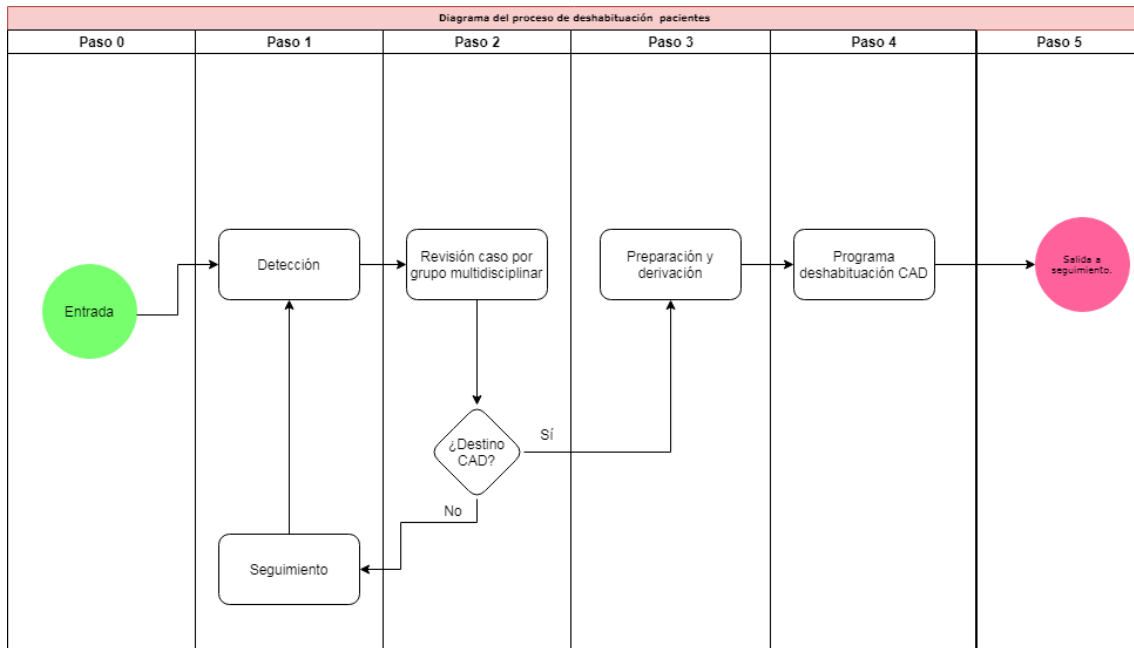 Diagrama del proceso de deshabituación pacientes
Paso 0
Paso 1
Paso 2
Paso 3
Paso 4
Paso 5
Entrada
Detección
Revisión caso por
grupo multidisciplinar
Preparación y
derivación
Programa
deshabituación CAD
Salida a
seguimiento.
¿Destino
CAD?
Sí
No
Seguimiento